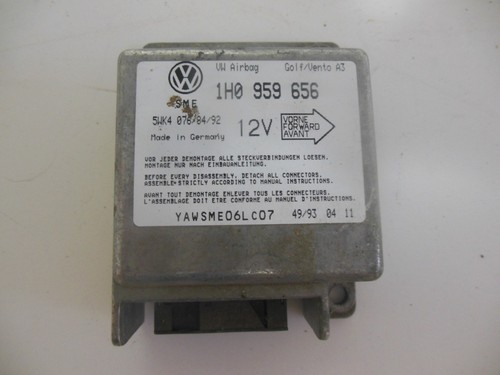 VW Airbag Golf/Vento A3
1H0 959 656
SME
5WK4 078/84/92
Made in Germany
12V
VORNE
FORWARD
AVANT
VOR JEDER DEMONTAGE ALLE STECKVERBINDUNGEN LOESEN.
MONTAGE NUR NACH EINBAUANLEITUNG.
BEFORE EVERY DISASSEMBLY, DETACH ALL CONNECTORS.
ASSEMBLE STRICTLY ACCORDING TO MANUAL INSTRUCTIONS.
AVANT TOUT DEMONTAGE ENLEVER TOUS LES CONNECTEURS.
L'ASSEMBLAGE DOIT ETRE CONFORME AU MANUEL D'INSTRUCTIONS
YAWSME06LC07 49/93 04 11